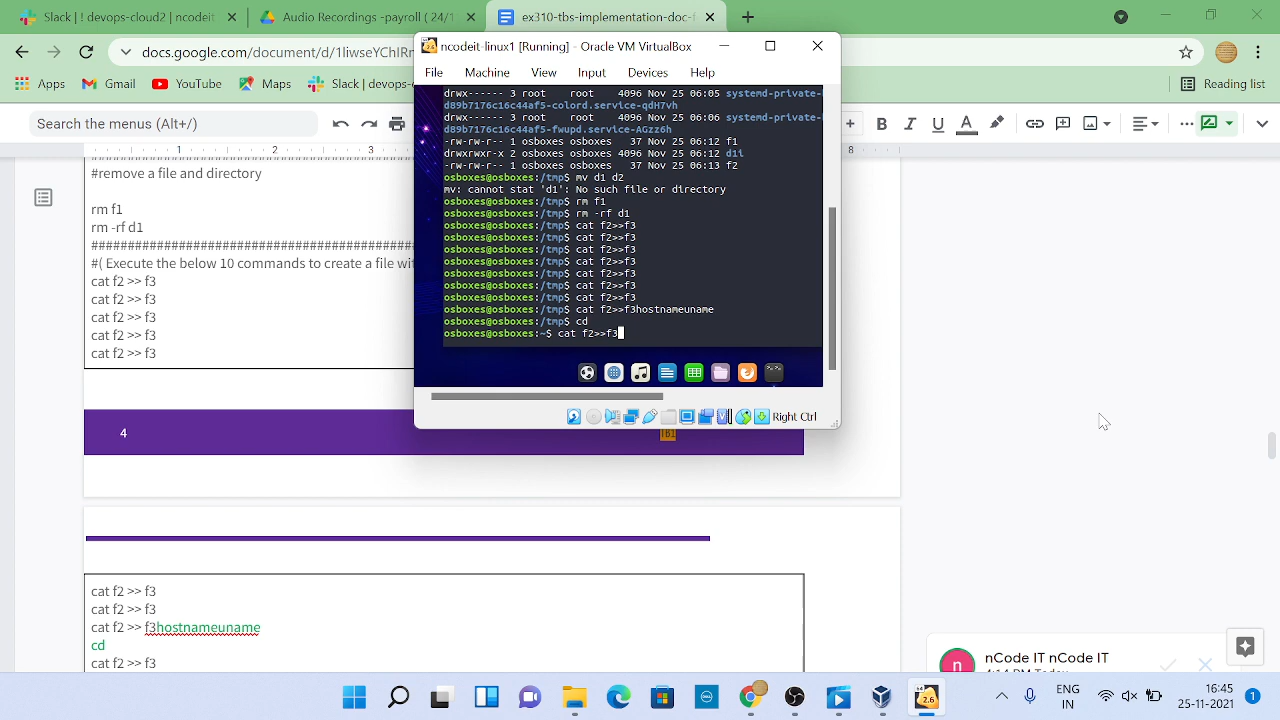 Slack | devops-cloud2 | ncodeit
Audio Recordings -payroll (24/1
ex310-tbs-implementation-doc-f
docs.google.com/document/d/1liwseYChIRr
Apps
Gmail
YouTube
Maps
Slack | devops-c
Reading list
Search the menus (Alt+/)
1 2 3 8
ncodeit-linux1 [Running] - Oracle VM VirtualBox
File Machine View Input Devices Help
drwx------ 3 root root 4096 Nov 25 06:05 systemd-private-
d89b7176c16c44af5-colord.service-qdH7vh
drwx------ 3 root root 4096 Nov 25 06:06 systemd-private-
d89b7176c16c44af5-fwupd.service-AGzz6h
-rw-rw-r-- 1 osboxes osboxes 37 Nov 25 06:12 f1
drwxrwxr-x 2 osboxes osboxes 4096 Nov 25 06:12 d1i
-rw-rw-r-- 1 osboxes osboxes 37 Nov 25 06:13 f2
osboxes@osboxes:/tmp$ mv d1 d2
mv: cannot stat 'd1': No such file or directory
osboxes@osboxes:/tmp$ rm f1
osboxes@osboxes:/tmp$ rm -rf d1
osboxes@osboxes:/tmp$ cat f2>>f3
osboxes@osboxes:/tmp$ cat f2>>f3
osboxes@osboxes:/tmp$ cat f2>>f3
osboxes@osboxes:/tmp$ cat f2>>f3
osboxes@osboxes:/tmp$ cat f2>>f3
osboxes@osboxes:/tmp$ cat f2>>f3
osboxes@osboxes:/tmp$ cat f2>>f3
osboxes@osboxes:/tmp$ cat f2>>f3hostnameuname
osboxes@osboxes:/tmp$ cd
osboxes@osboxes:~$ cat f2>>f3
Right Ctrl
#remove a file and directory
rm f1
rm -rf d1
##############################################
#( Execute the below 10 commands to create a file wit
cat f2 >> f3
cat f2 >> f3
cat f2 >> f3
cat f2 >> f3
cat f2 >> f3
4
cat f2 >> f3
cat f2 >> f3
cat f2 >> f3hostnameuname
cd
cat f2 >> f3
n
nCode IT nCode IT
4:14 PM Today
ENG
IN
16:45
25-11-2021
1